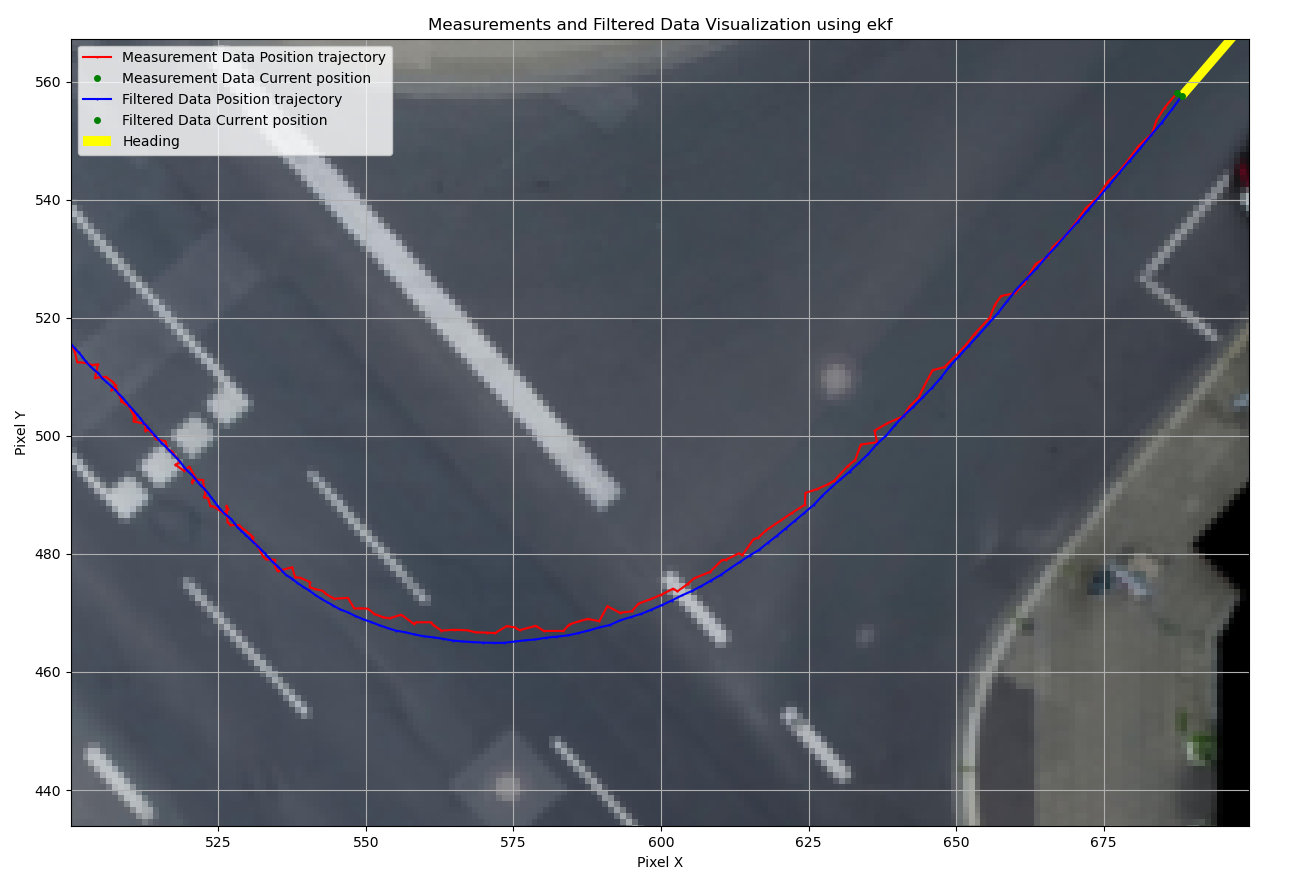 Measurements and Filtered Data Visualization using ekf
Measurement Data Position trajectory
Measurement Data Current position
Filtered Data Position trajectory
Filtered Data Current position
Heading
560
540
520
500
480
460
440
Pixel Y
525 550 575 600 625 650 675
Pixel X